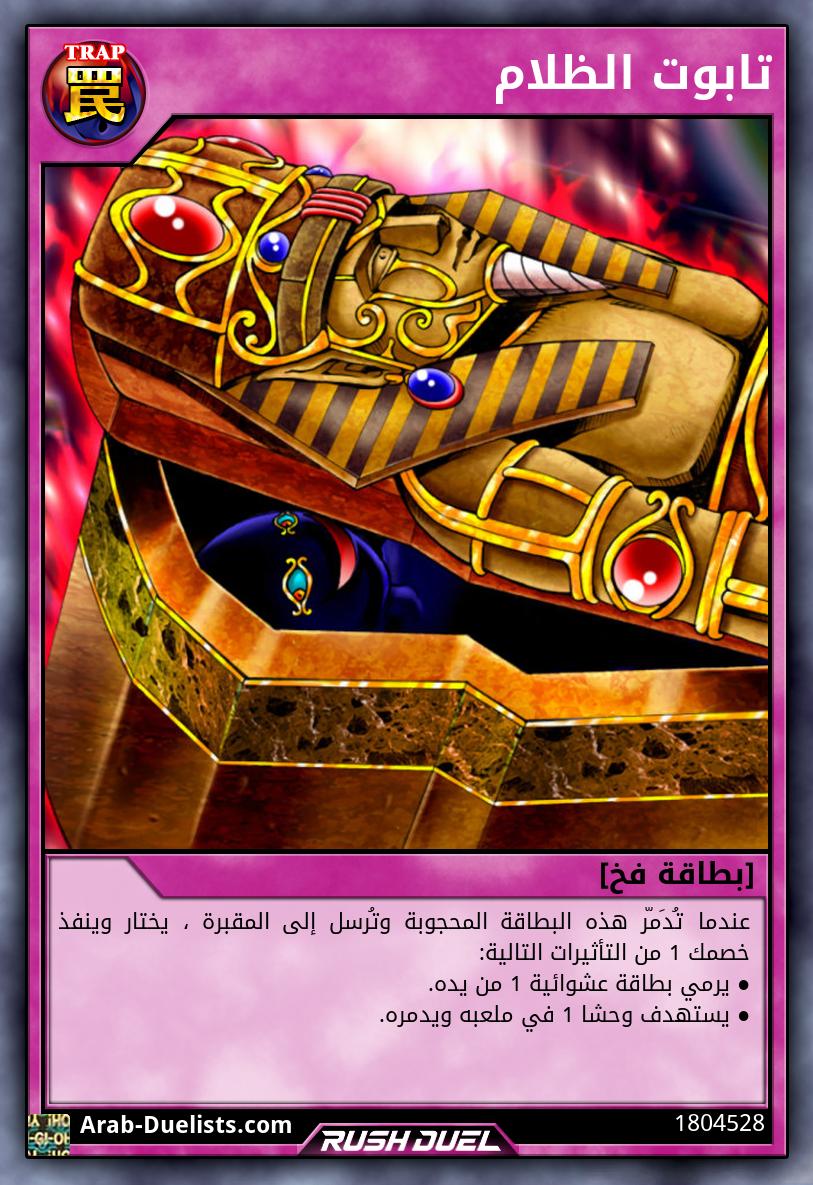 TRAP
罠
تابوت الظلام
[بطاقة فخ]
عندما تُدَمّر هذه البطاقة المحجوبة وتُرسل إلى المقبرة ، يختار وينفذ
خصمك 1 من التأثيرات التالية:
● يرمي بطاقة عشوائية 1 من يده.
● يستهدف وحشا 1 في ملعبه ويدمره.
Arab-Duelists.com
RUSH DUEL
1804528